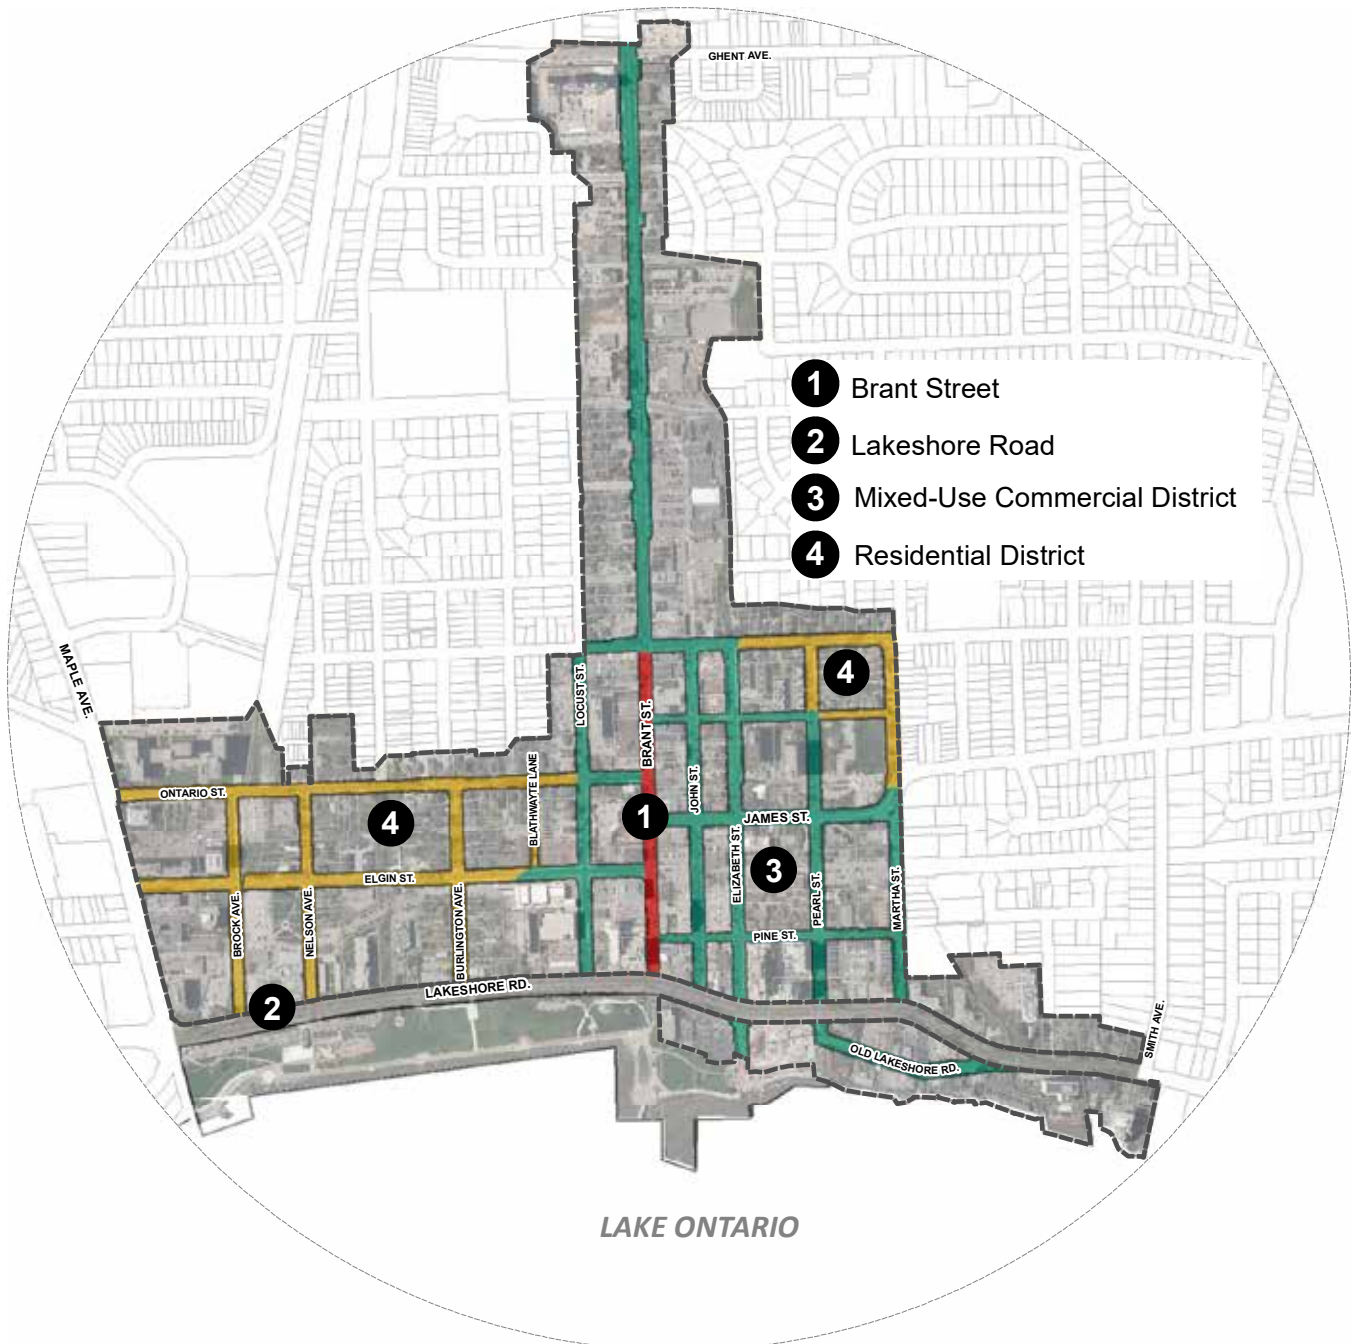 GHENT AVE.
1 Brant Street
2 Lakeshore Road
3 Mixed-Use Commercial District
4 Residential District
MAPLE AVE.
LOCUST ST.
4
BRANT ST.
BLATHWAYTE LANE
JOHN ST.
ONTARIO ST.
4
1
JAMES ST.
ELIZABETH ST.
3
ELGIN ST.
PEARL ST.
MARTHA ST.
BROCK AVE.
NELSON AVE.
BURLINGTON AVE.
PINE ST.
LAKESHORE RD.
2
SMITH AVE.
OLD LAKESHORE RD.
LAKE ONTARIO